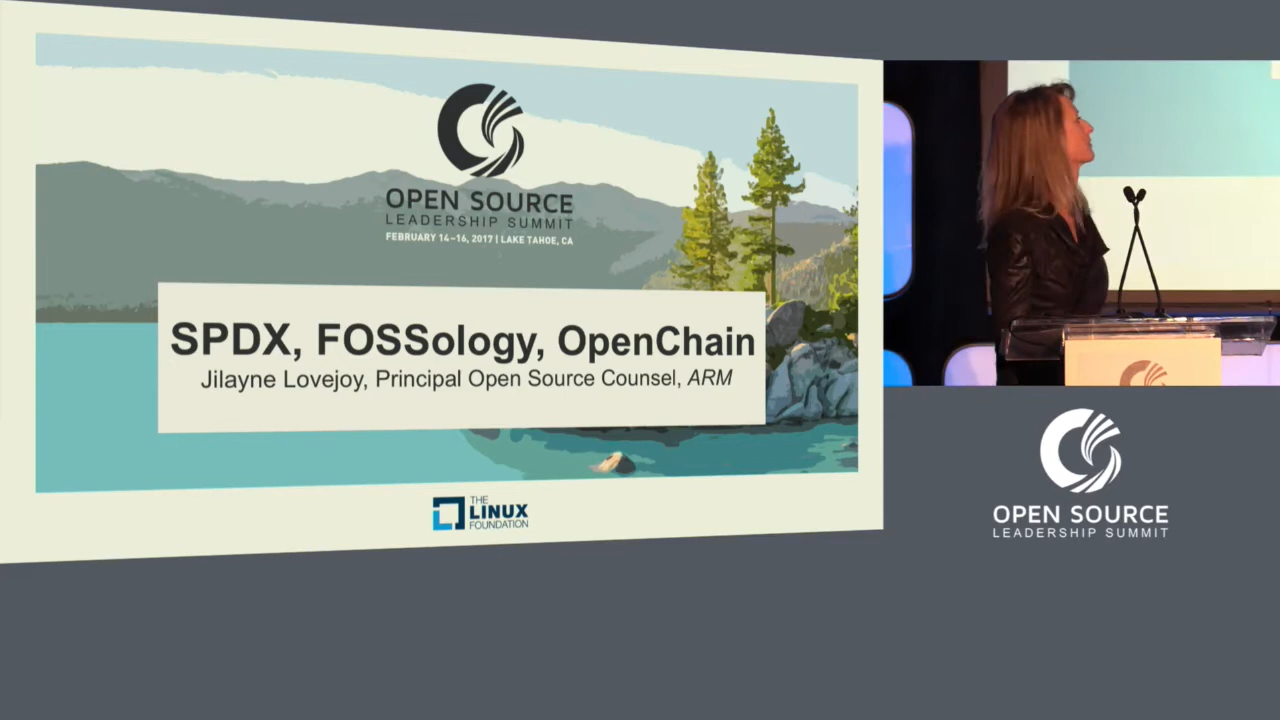 OPEN SOURCE
LEADERSHIP SUMMIT
FEBRUARY 14-16, 2017 | LAKE TAHOE, CA
SPDX, FOSSology, OpenChain
Jilayne Lovejoy, Principal Open Source Counsel, ARM
THE
LINUX
FOUNDATION
OPEN SOURCE
LEADERSHIP SUMMIT